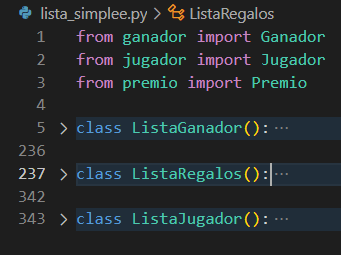 lista_simplee.py > ListaRegalos
1 from ganador import Ganador
2 from jugador import Jugador
3 from premio import Premio
4
5 > class ListaGanador():…
236
237 > class ListaRegalos():…
342
343 > class ListaJugador():…